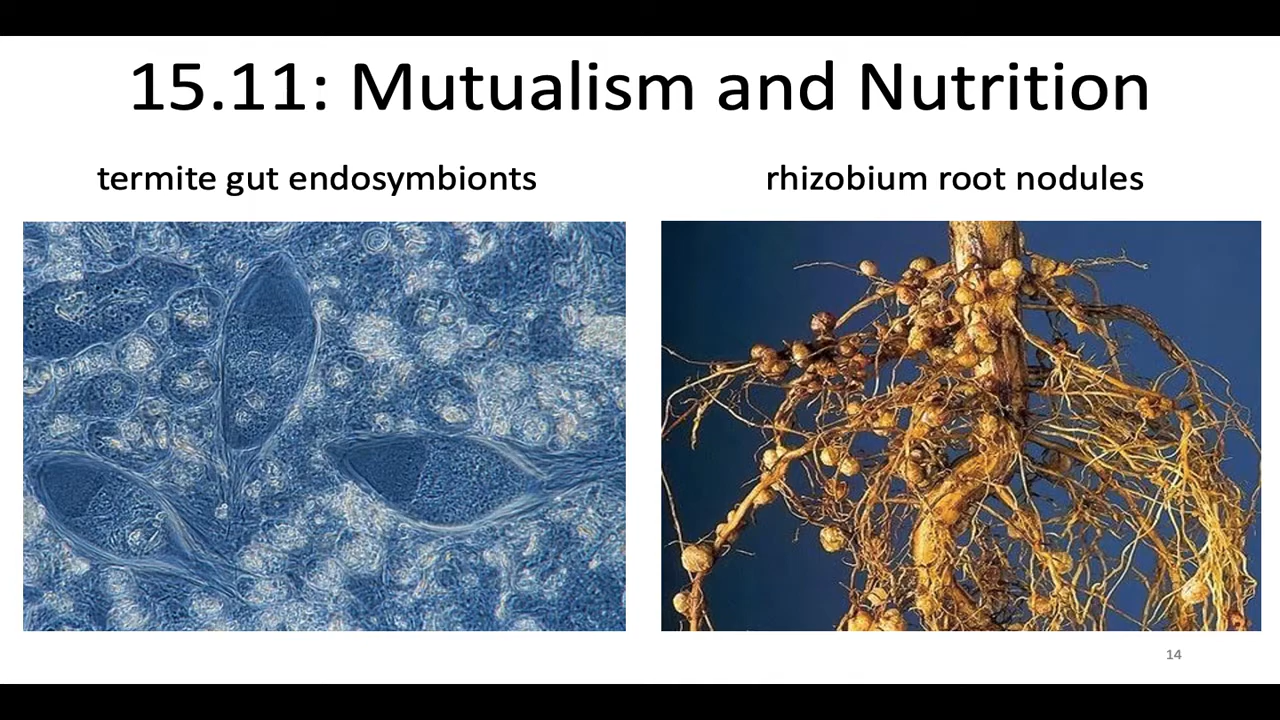 15.11: Mutualism and Nutrition
termite gut endosymbionts
rhizobium root nodules
14